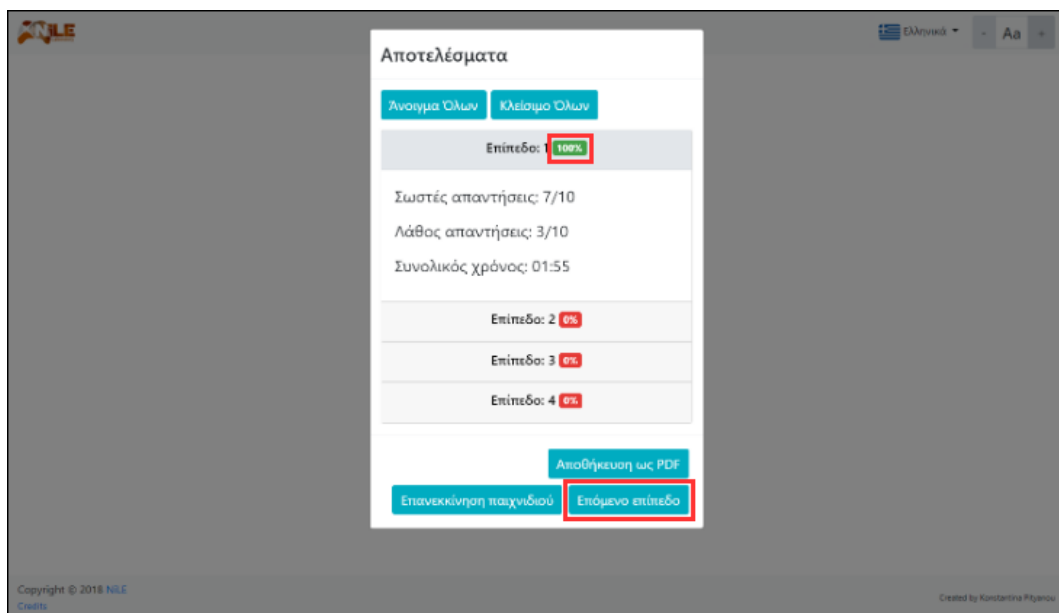 NiLE
Ελληνικά
- Aa +
Αποτελέσματα
Άνοιγμα Όλων Κλείσιμο Όλων
Επίπεδο: 1 100%
Σωστές απαντήσεις: 7/10
Λάθος απαντήσεις: 3/10
Συνολικός χρόνος: 01:55
Επίπεδο: 2 0%
Επίπεδο: 3 0%
Επίπεδο: 4 0%
Αποθήκευση ως PDF
Επανεκκίνηση παιχνιδιού Επόμενο επίπεδο
Copyright © 2018 NiLE
Credits
Created by Konstantina Pityanou